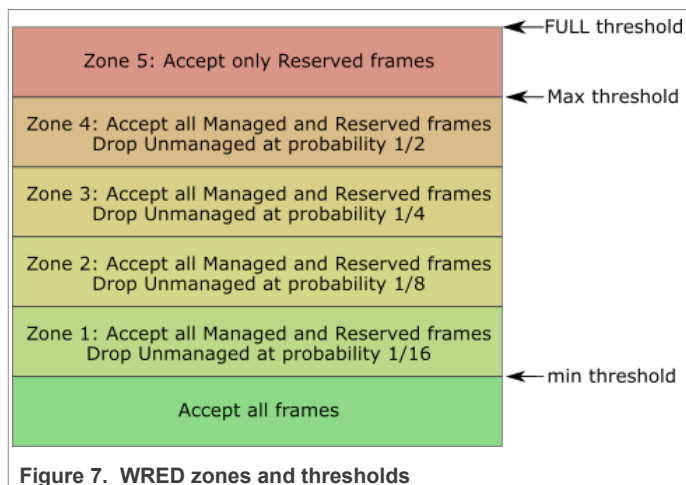 FULL threshold
Zone 5: Accept only Reserved frames
Max threshold
Zone 4: Accept all Managed and Reserved frames
Drop Unmanaged at probability 1/2
Zone 3: Accept all Managed and Reserved frames
Drop Unmanaged at probability 1/4
Zone 2: Accept all Managed and Reserved frames
Drop Unmanaged at probability 1/8
Zone 1: Accept all Managed and Reserved frames
Drop Unmanaged at probability 1/16
min threshold
Accept all frames
Figure 7. WRED zones and thresholds